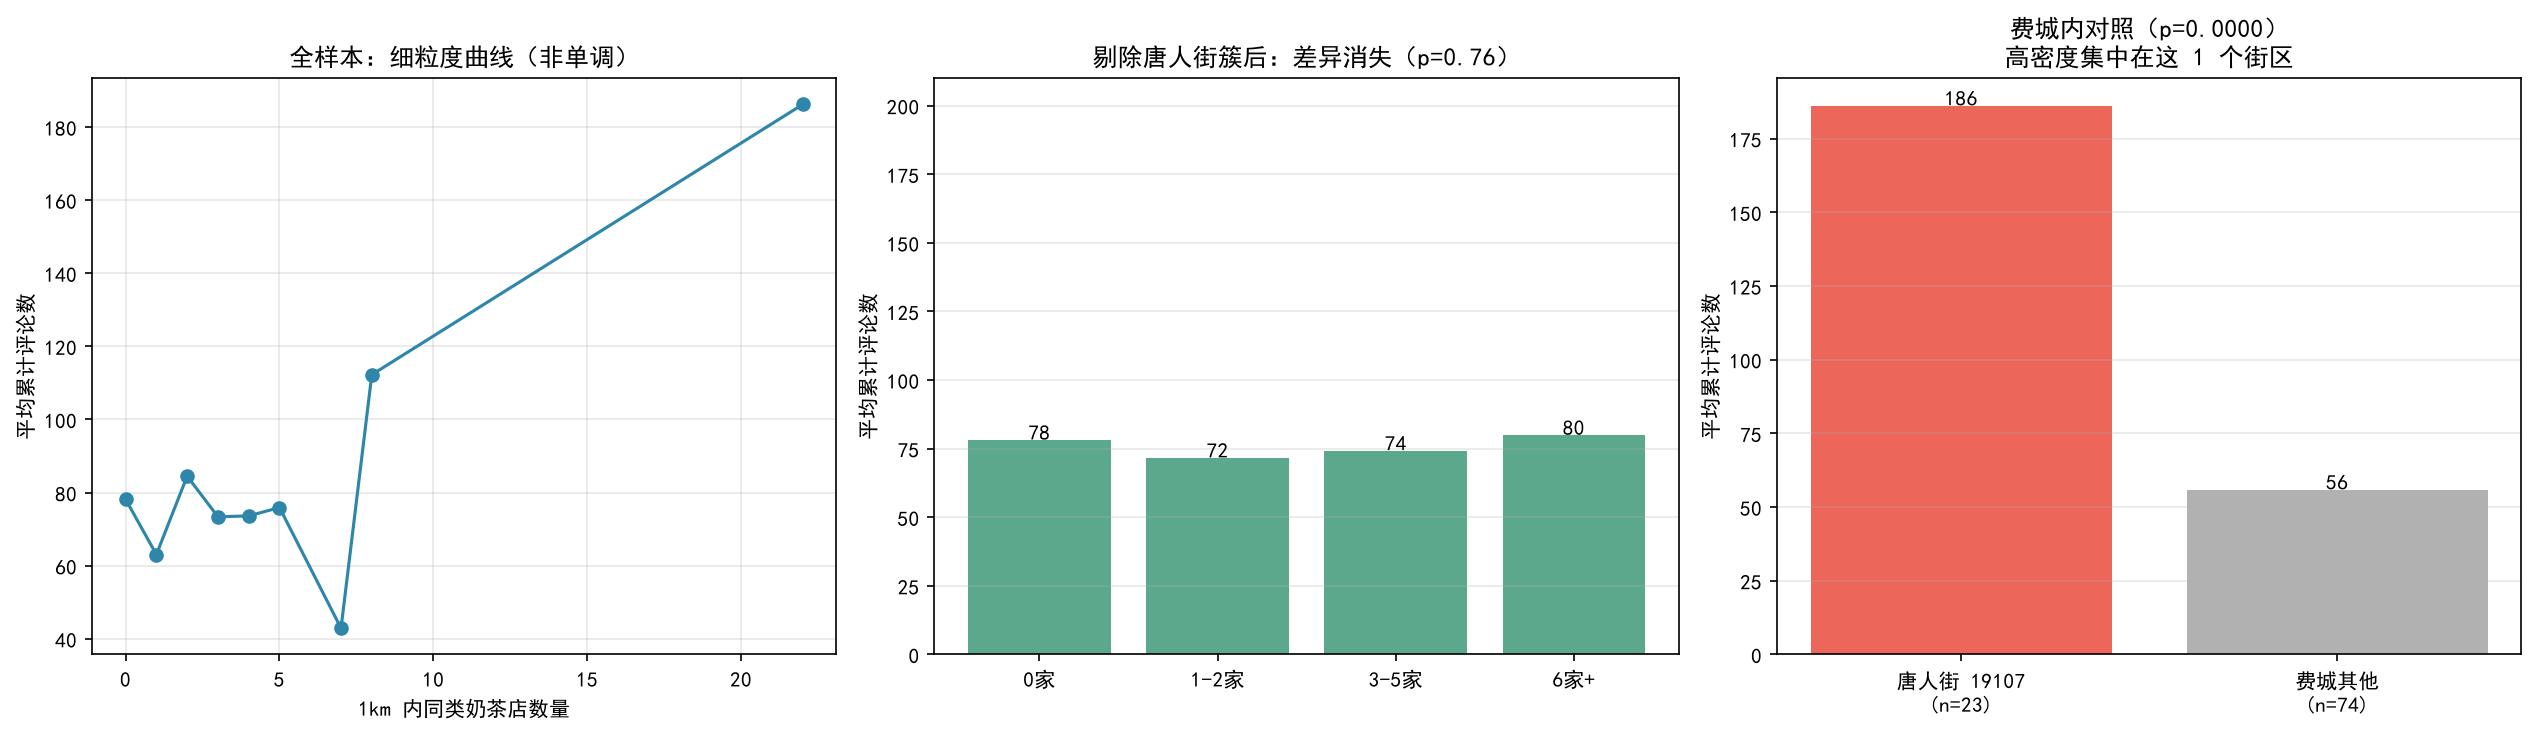 全样本：细粒度曲线（非单调）
平均累计评论数
180
160
140
120
100
80
60
40
0
5
10
15
20
1km 内同类奶茶店数量
剔除唐人街簇后：差异消失（p=0.76）
平均累计评论数
200
175
150
125
100
75
50
25
0
78
72
74
80
0家
1-2家
3-5家
6家+
费城内对照（p=0.0000）
高密度集中在这 1 个街区
平均累计评论数
175
150
125
100
75
50
25
0
186
56
唐人街 19107
（n=23）
费城其他
（n=74）